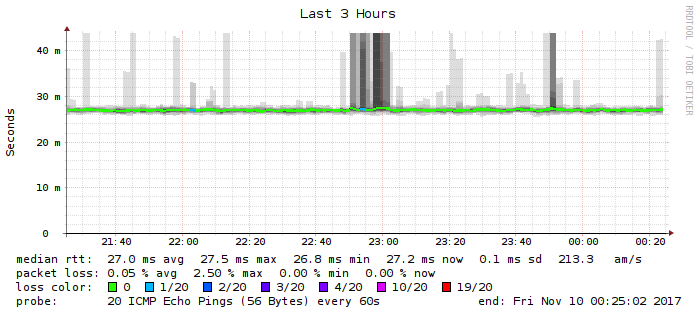 Last 3 Hours
RRDTOOL / TOBI OETIKER
Seconds
40 m
30 m
20 m
10 m
0
21:40 22:00 22:20 22:40 23:00 23:20 23:40 00:00 00:20
median rtt: 27.0 ms avg 27.5 ms max 26.8 ms min 27.2 ms now 0.1 ms sd 213.3 am/s
packet loss: 0.05 % avg 2.50 % max 0.00 % min 0.00 % now
loss color: 0 1/20 2/20 3/20 4/20 10/20 19/20
probe: 20 ICMP Echo Pings (56 Bytes) every 60s end: Fri Nov 10 00:25:02 2017